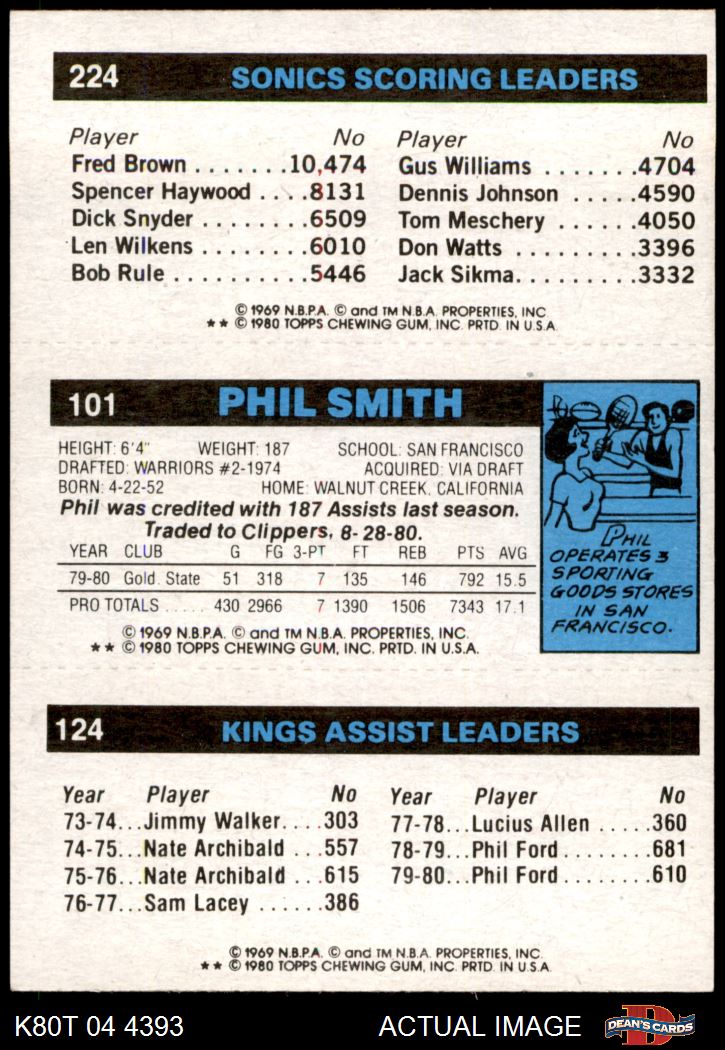 224 SONICS SCORING LEADERS
Player No Player No
Fred Brown . . . . . . .10,474 Gus Williams . . . . . . .4704
Spencer Haywood . . . .8131 Dennis Johnson . . . . .4590
Dick Snyder . . . . . . . .6509 Tom Meschery . . . . . .4050
Len Wilkens . . . . . . . .6010 Don Watts . . . . . . . . .3396
Bob Rule . . . . . . . . . .5446 Jack Sikma. . . . . . . . .3332
© 1969 N.B.P.A. © and TM N.B.A. PROPERTIES, INC.
★★ © 1980 TOPPS CHEWING GUM, INC. PRTD. IN U.S.A.
101 PHIL SMITH
HEIGHT: 6'4" WEIGHT: 187 SCHOOL: SAN FRANCISCO
DRAFTED: WARRIORS #2-1974 ACQUIRED: VIA DRAFT
BORN: 4-22-52 HOME: WALNUT CREEK, CALIFORNIA
Phil was credited with 187 Assists last season.
Traded to Clippers, 8-28-80.
YEAR CLUB G FG 3-PT FT REB PTS AVG
79-80 Gold. State 51 318 7 135 146 792 15.5
PRO TOTALS . . . . . 430 2966 7 1390 1506 7343 17.1
© 1969 N.B.P.A. © and TM N.B.A. PROPERTIES, INC.
★★ © 1980 TOPPS CHEWING GUM, INC. PRTD. IN U.S.A.
PHIL
OPERATES 3
SPORTING
GOODS STORES
IN SAN
FRANCISCO.
124 KINGS ASSIST LEADERS
Year Player No Year Player No
73-74...Jimmy Walker. . . .303 77-78...Lucius Allen . . . . .360
74-75...Nate Archibald . . .557 78-79...Phil Ford . . . . . . . .681
75-76...Nate Archibald . . .615 79-80...Phil Ford . . . . . . . .610
76-77...Sam Lacey . . . . . .386
© 1969 N.B.P.A. © and TM N.B.A. PROPERTIES, INC.
★★ © 1980 TOPPS CHEWING GUM, INC. PRTD. IN U.S.A.
K80T 04 4393 ACTUAL IMAGE D DEAN'S CARDS